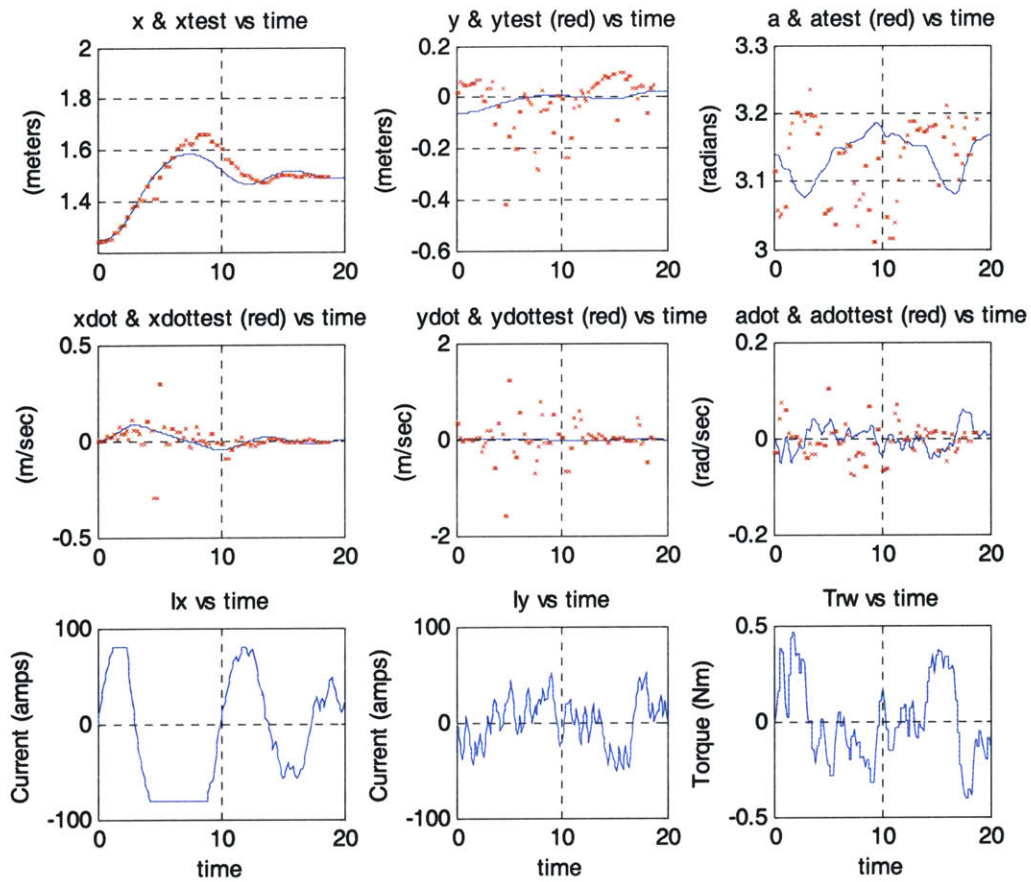 x & xtest vs time
y & ytest (red) vs time
a & atest (red) vs time
2
1.8
1.6
1.4
(meters)
0
10
20
0.2
0
-0.2
-0.4
-0.6
(meters)
0
10
20
3.3
3.2
3.1
3
(radians)
0
10
20
xdot & xdottest (red) vs time
ydot & ydottest (red) vs time
adot & adottest (red) vs time
0.5
0
-0.5
(m/sec)
0
10
20
2
0
-2
(m/sec)
0
10
20
0.2
0
-0.2
(rad/sec)
0
10
20
Ix vs time
Iy vs time
Trw vs time
100
0
-100
Current (amps)
0
10
20
time
100
0
-100
Current (amps)
0
10
20
time
0.5
0
-0.5
Torque (Nm)
0
10
20
time